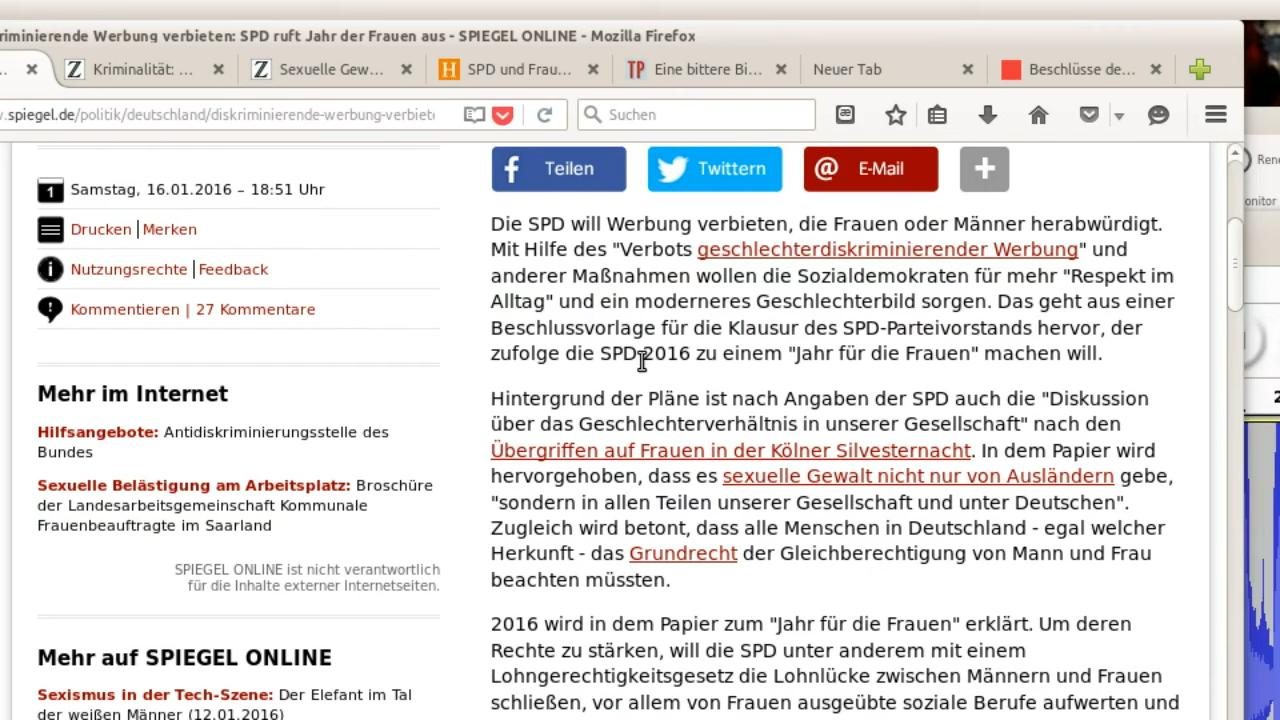 riminierende Werbung verbieten: SPD ruft Jahr der Frauen aus - SPIEGEL ONLINE - Mozilla Firefox
... Kriminalität: ... Sexuelle Gew... SPD und Frau... Eine bittere Bi... Neuer Tab Beschlüsse de...
.spiegel.de/politik/deutschland/diskriminierende-werbung-verbiete Suchen
Teilen Twittern E-Mail
Samstag, 16.01.2016 – 18:51 Uhr
Drucken | Merken
Nutzungsrechte | Feedback
Kommentieren | 27 Kommentare
Mehr im Internet
Hilfsangebote: Antidiskriminierungsstelle des
Bundes
Sexuelle Belästigung am Arbeitsplatz: Broschüre
der Landesarbeitsgemeinschaft Kommunale
Frauenbeauftragte im Saarland
SPIEGEL ONLINE ist nicht verantwortlich
für die Inhalte externer Internetseiten.
Mehr auf SPIEGEL ONLINE
Sexismus in der Tech-Szene: Der Elefant im Tal
der weißen Männer (12.01.2016)
Die SPD will Werbung verbieten, die Frauen oder Männer herabwürdigt.
Mit Hilfe des "Verbots geschlechterdiskriminierender Werbung" und
anderer Maßnahmen wollen die Sozialdemokraten für mehr "Respekt im
Alltag" und ein moderneres Geschlechterbild sorgen. Das geht aus einer
Beschlussvorlage für die Klausur des SPD-Parteivorstands hervor, der
zufolge die SPD 2016 zu einem "Jahr für die Frauen" machen will.
Hintergrund der Pläne ist nach Angaben der SPD auch die "Diskussion
über das Geschlechterverhältnis in unserer Gesellschaft" nach den
Übergriffen auf Frauen in der Kölner Silvesternacht. In dem Papier wird
hervorgehoben, dass es sexuelle Gewalt nicht nur von Ausländern gebe,
"sondern in allen Teilen unserer Gesellschaft und unter Deutschen".
Zugleich wird betont, dass alle Menschen in Deutschland - egal welcher
Herkunft - das Grundrecht der Gleichberechtigung von Mann und Frau
beachten müssten.
2016 wird in dem Papier zum "Jahr für die Frauen" erklärt. Um deren
Rechte zu stärken, will die SPD unter anderem mit einem
Lohngerechtigkeitsgesetz die Lohnlücke zwischen Männern und Frauen
schließen, vor allem von Frauen ausgeübte soziale Berufe aufwerten und